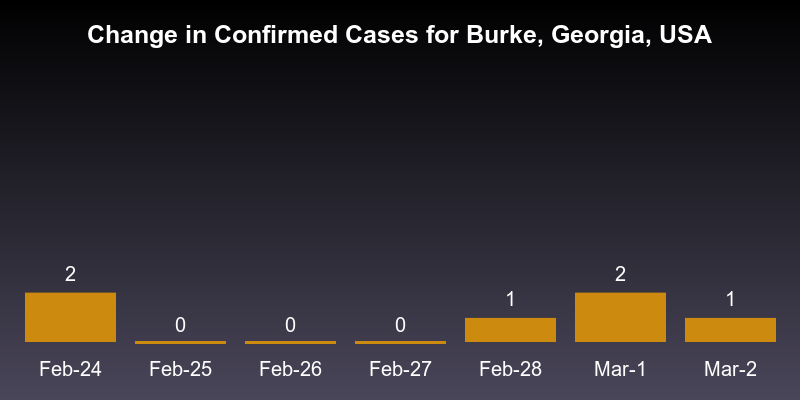 Change in Confirmed Cases for Burke, Georgia, USA
2
0
0
0
1
2
1
Feb-24
Feb-25
Feb-26
Feb-27
Feb-28
Mar-1
Mar-2